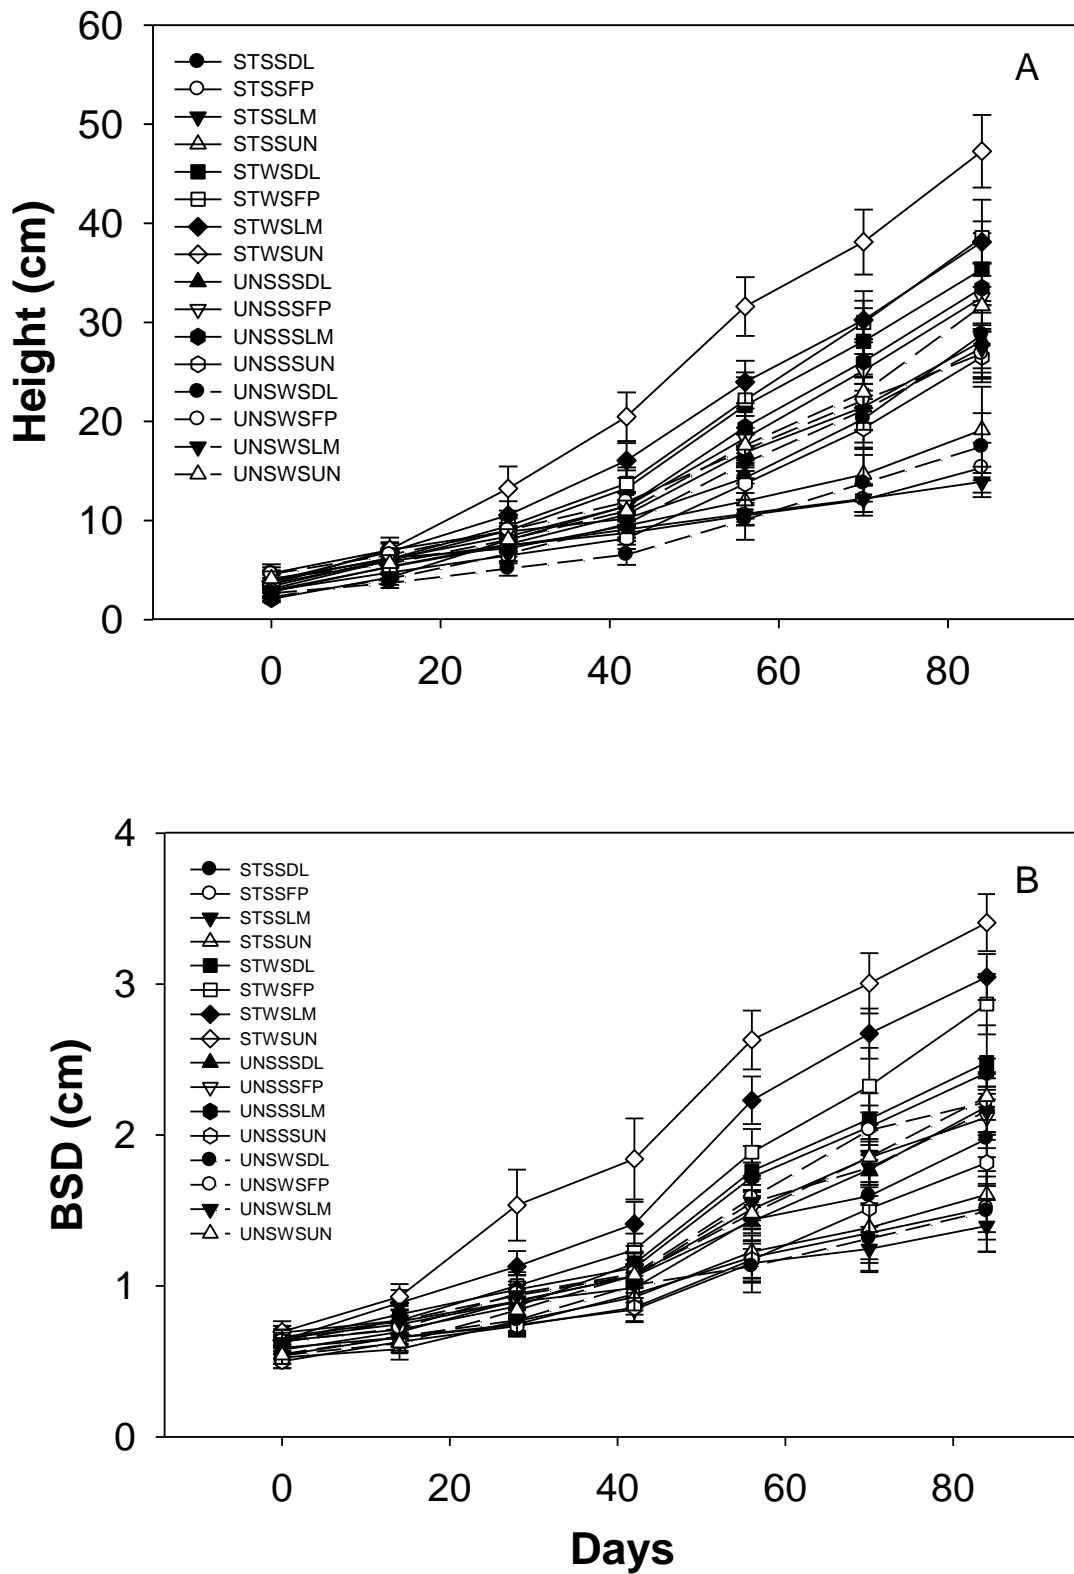 A
60
50
40
30
20
10
0
Height (cm)
STSSDL
STSSFP
STSSLM
STSSUN
STWSDL
STWSFP
STWSLM
STWSUN
UNSSSDL
UNSSSFP
UNSSSLM
UNSSSUN
UNSWSDL
UNSWSFP
UNSWSLM
UNSWSUN
0 20 40 60 80
B
4
3
2
1
0
BSD (cm)
STSSDL
STSSFP
STSSLM
STSSUN
STWSDL
STWSFP
STWSLM
STWSUN
UNSSSDL
UNSSSFP
UNSSSLM
UNSSSUN
UNSWSDL
UNSWSFP
UNSWSLM
UNSWSUN
0 20 40 60 80
Days